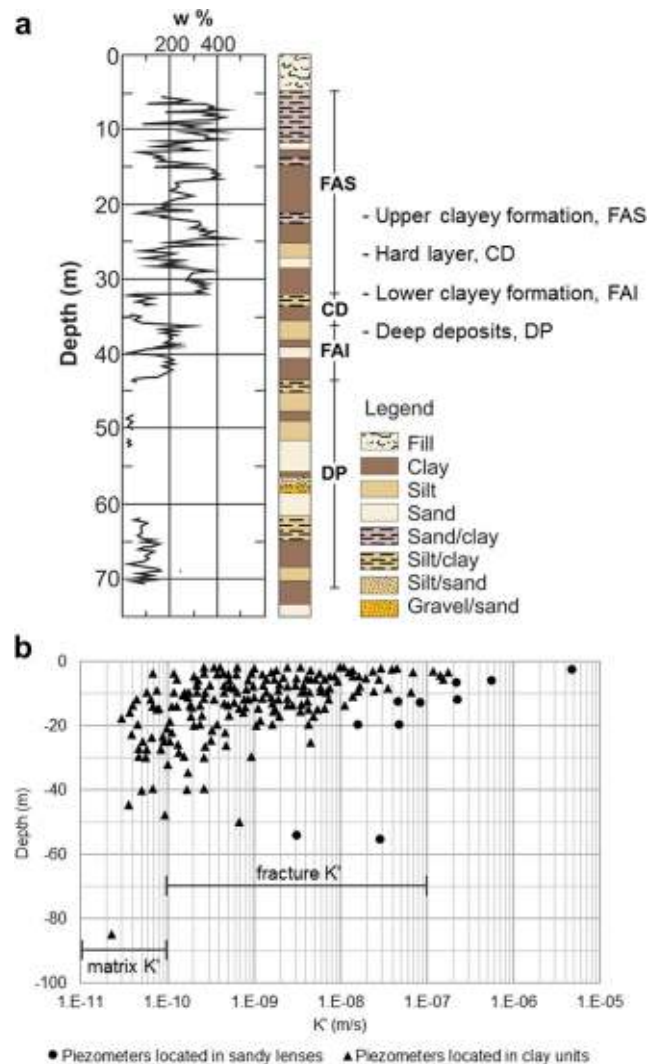 a
w %
200 400
0
10
20
30
40
50
60
70
Depth (m)
FAS
CD
FAI
DP
- Upper clayey formation, FAS
- Hard layer, CD
- Lower clayey formation, FAI
- Deep deposits, DP
Legend
Fill
Clay
Silt
Sand
Sand/clay
Silt/clay
Silt/sand
Gravel/sand
b
0
-20
-40
-60
-80
-100
Depth (m)
fracture K'
matrix K'
1.E-11 1.E-10 1.E-09 1.E-08 1.E-07 1.E-06 1.E-05
K' (m/s)
● Piezometers located in sandy lenses ▲ Piezometers located in clay units